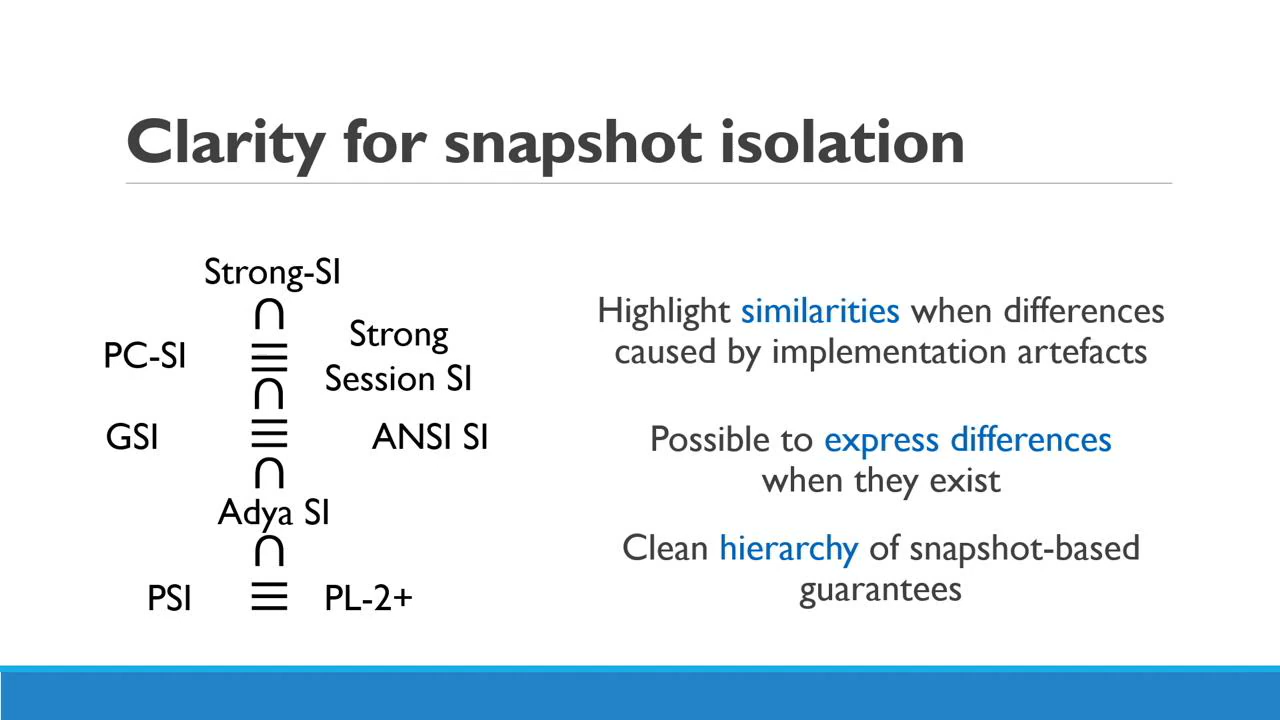 Clarity for snapshot isolation
Strong-SI
∩
PC-SI ≡ Strong
Session SI
∩
GSI ≡ ANSI SI
∩
Adya SI
∩
PSI ≡ PL-2+
Highlight similarities when differences
caused by implementation artefacts
Possible to express differences
when they exist
Clean hierarchy of snapshot-based
guarantees